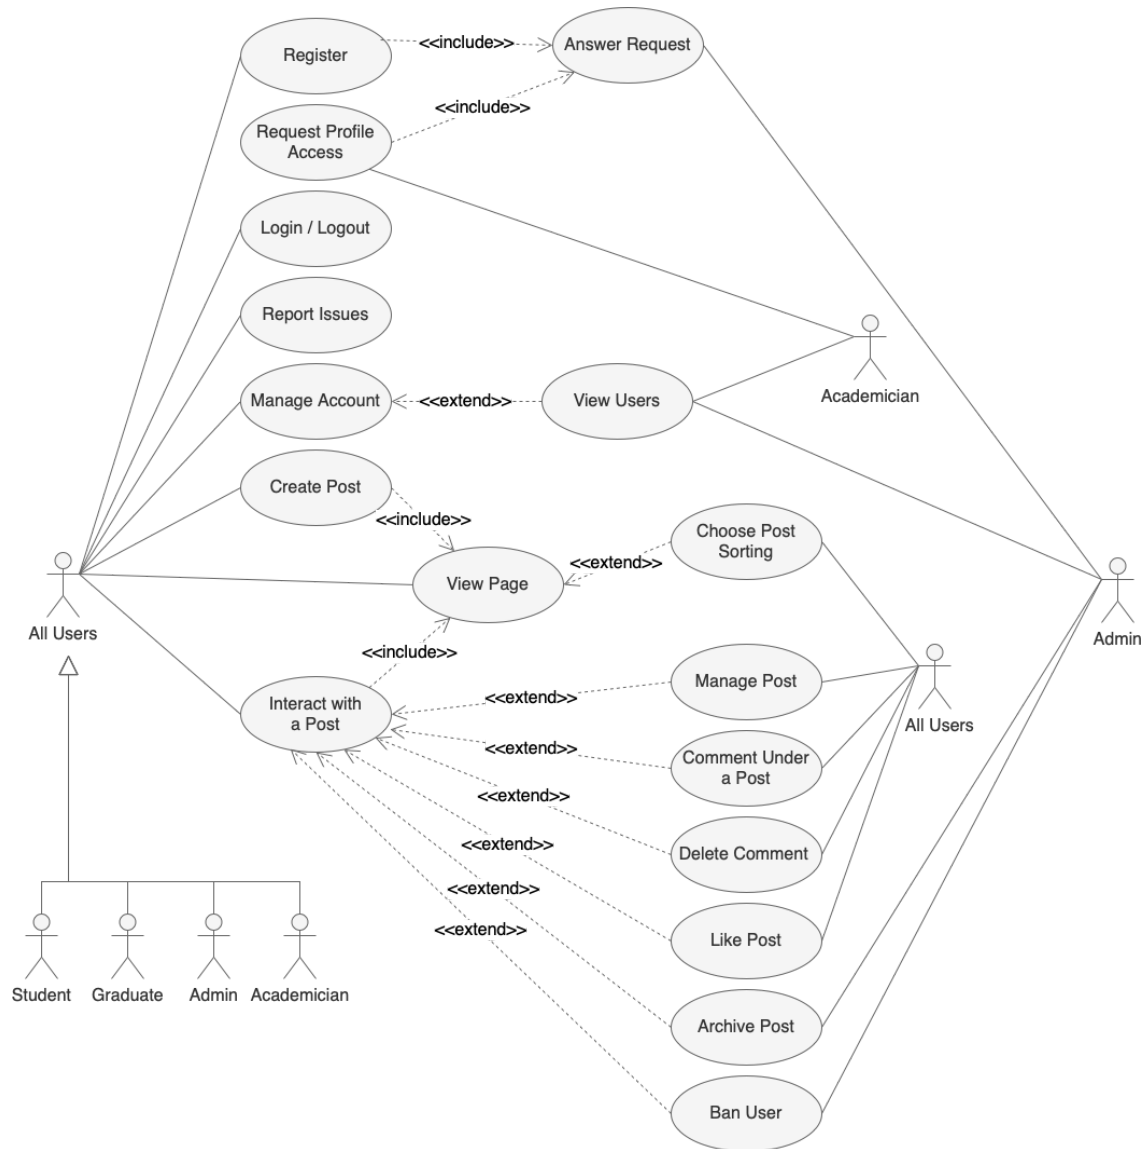 Register
<<include>>
Answer Request
Request Profile
Access
<<include>>
Login / Logout
Report Issues
Academician
Manage Account
<<extend>>
View Users
Create Post
<<include>>
Choose Post
Sorting
<<extend>>
View Page
All Users
Admin
<<include>>
Interact with
a Post
<<extend>>
Manage Post
All Users
<<extend>>
Comment Under
a Post
<<extend>>
Delete Comment
<<extend>>
<<extend>>
<<extend>>
Like Post
Student
Graduate
Admin
Academician
Archive Post
Ban User